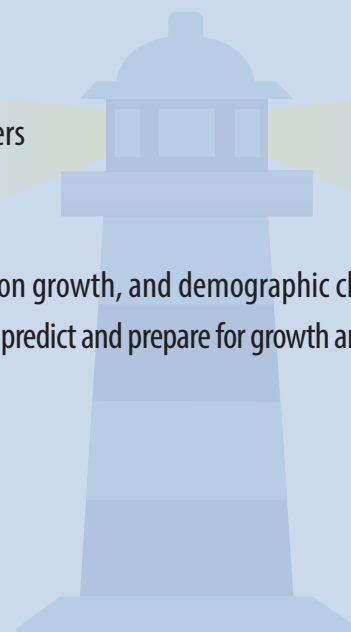 ers
on growth, and demographic c
predict and prepare for growth a